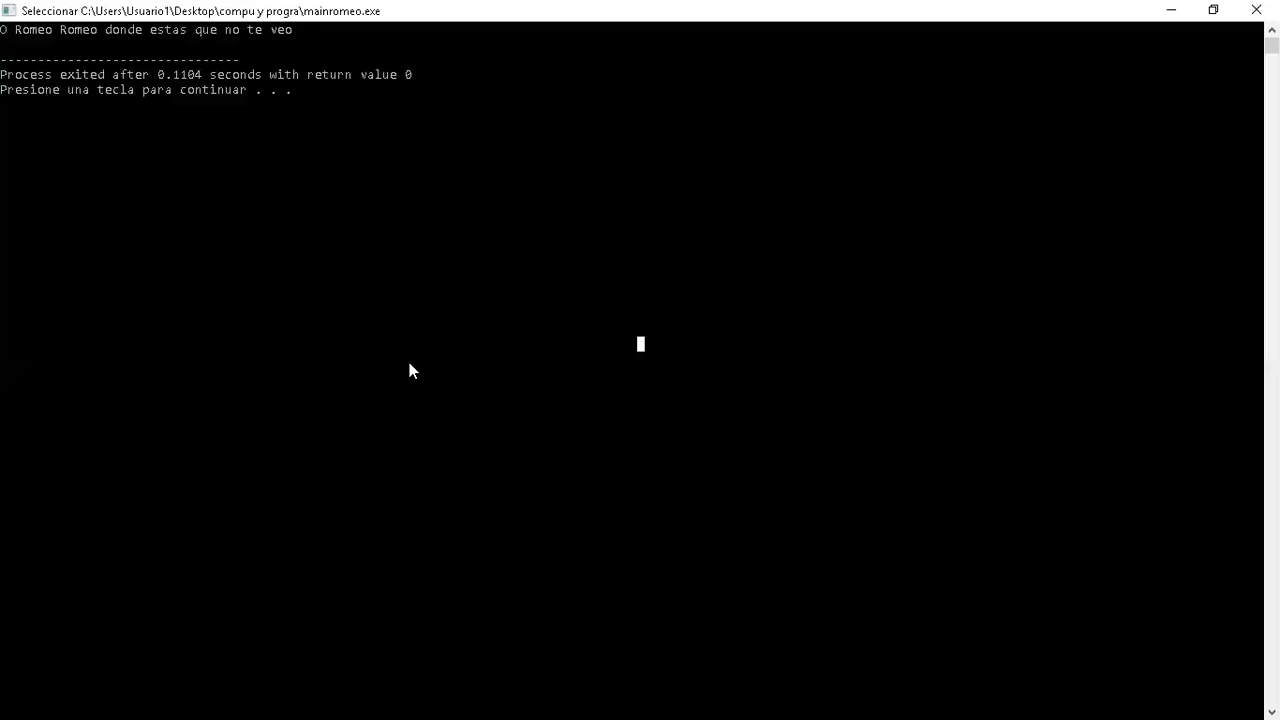 Seleccionar C:\Users\Usuario1\Desktop\compu y progra\mainromeo.exe
O Romeo Romeo donde estas que no te veo
--------------------------------
Process exited after 0.1104 seconds with return value 0
Presione una tecla para continuar . . .